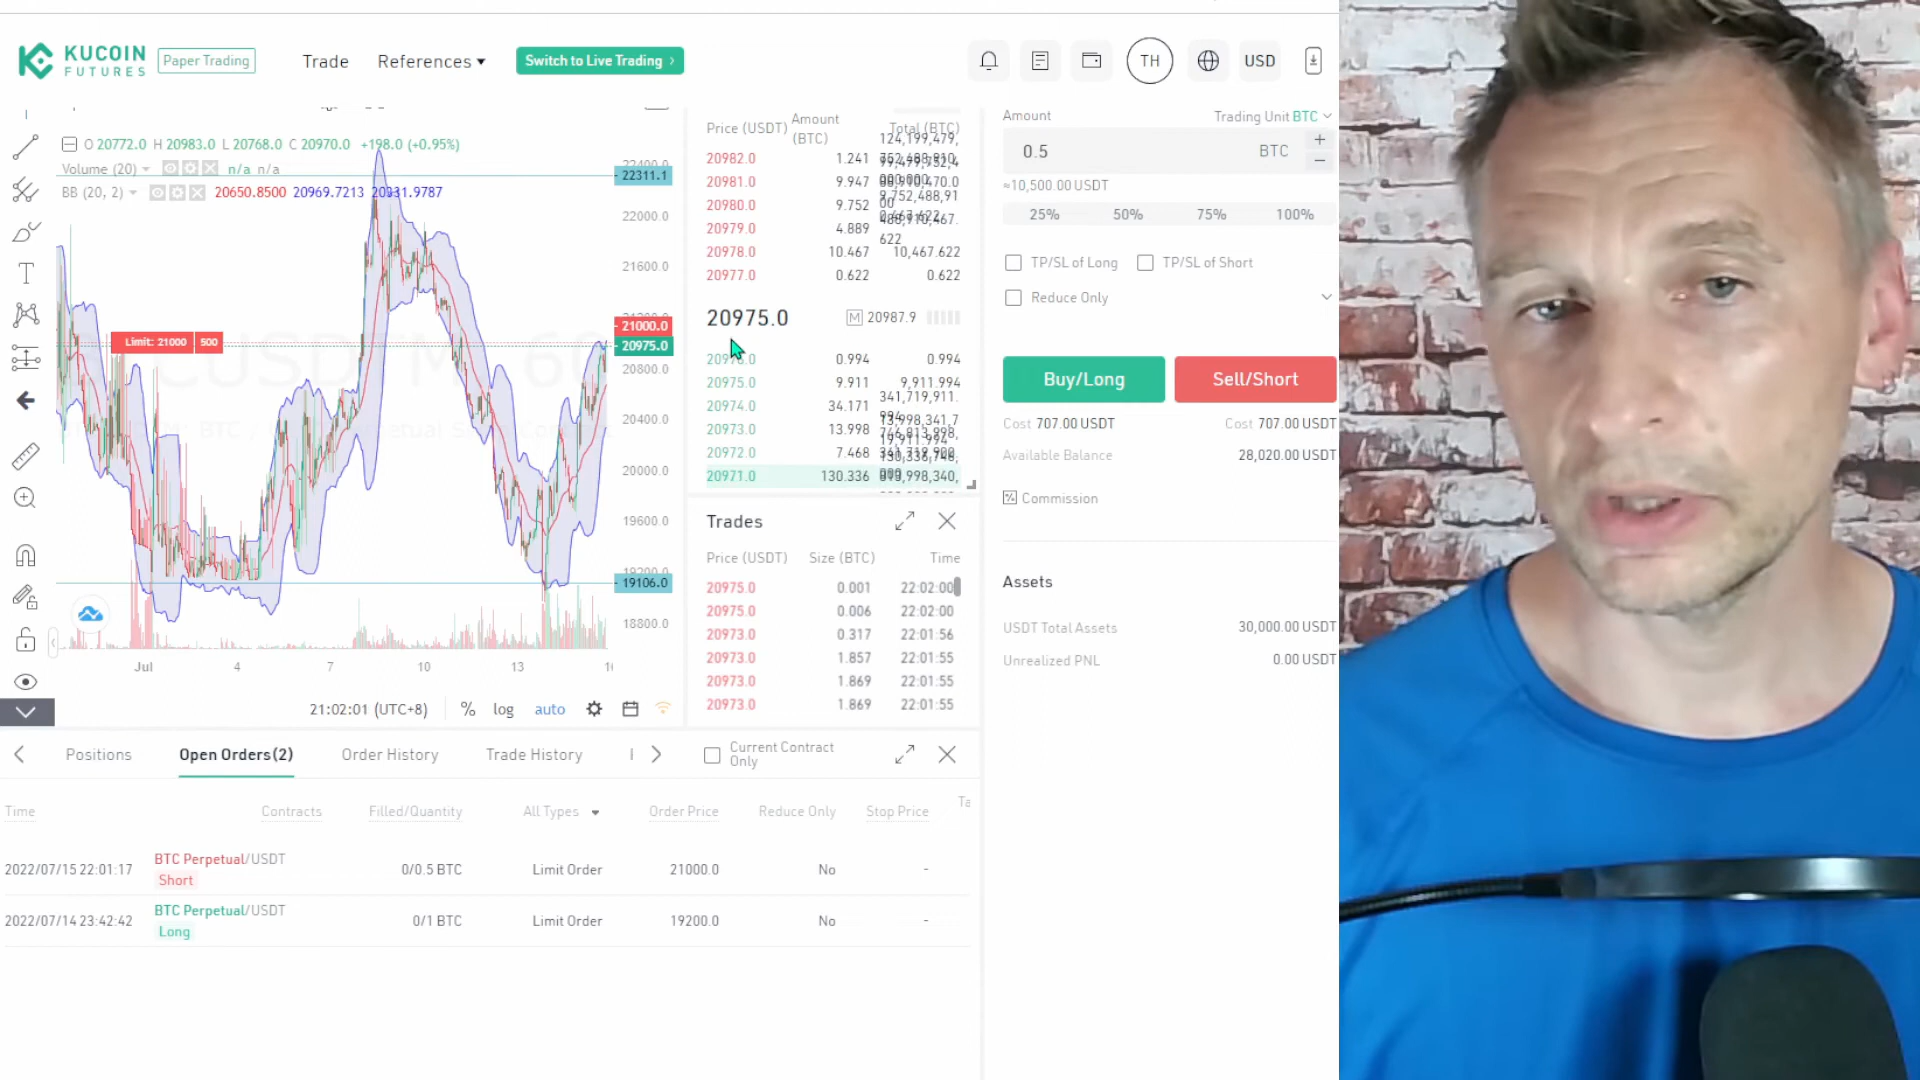 KUCOIN
FUTURES
Paper Trading
Trade
References
Switch to Live Trading ›
TH
USD
O 20772.0 H 20983.0 L 20768.0 C 20970.0 +198.0 (+0.95%)
Volume (20) n/a n/a
BB (20, 2) 20650.8500 20969.7213 20331.9787
22400.0
22311.1
22000.0
21600.0
21000.0
20975.0
20800.0
20400.0
20000.0
19600.0
19200.0
19106.0
18800.0
Limit: 21000 500
Jul 4 7 10 13
21:02:01 (UTC+8) % log auto
Price (USDT) Amount (BTC) Total (BTC)
20982.0 1.241
20981.0 9.947
20980.0 9.752
20979.0 4.889
20978.0 10.467 10,467.622
20977.0 0.622 0.622
20975.0 M 20987.9
0.994 0.994
20975.0 9.911 9,911.994
20974.0 34.171
20973.0 13.998
20972.0 7.468
20971.0 130.336
Trades
Price (USDT) Size (BTC) Time
20975.0 0.001 22:02:00
20975.0 0.006 22:02:00
20973.0 0.317 22:01:56
20973.0 1.857 22:01:55
20973.0 1.869 22:01:55
20973.0 1.869 22:01:55
Amount Trading Unit BTC
0.5 BTC + −
≈10,500.00 USDT
25% 50% 75% 100%
TP/SL of Long TP/SL of Short
Reduce Only
Buy/Long Sell/Short
Cost 707.00 USDT Cost 707.00 USDT
Available Balance 28,020.00 USDT
Commission
Assets
USDT Total Assets 30,000.00 USDT
Unrealized PNL 0.00 USDT
Positions Open Orders(2) Order History Trade History Current Contract Only
Time Contracts Filled/Quantity All Types Order Price Reduce Only Stop Price Ta
2022/07/15 22:01:17 BTC Perpetual/USDT 0/0.5 BTC Limit Order 21000.0 No -
Short
2022/07/14 23:42:42 BTC Perpetual/USDT 0/1 BTC Limit Order 19200.0 No -
Long